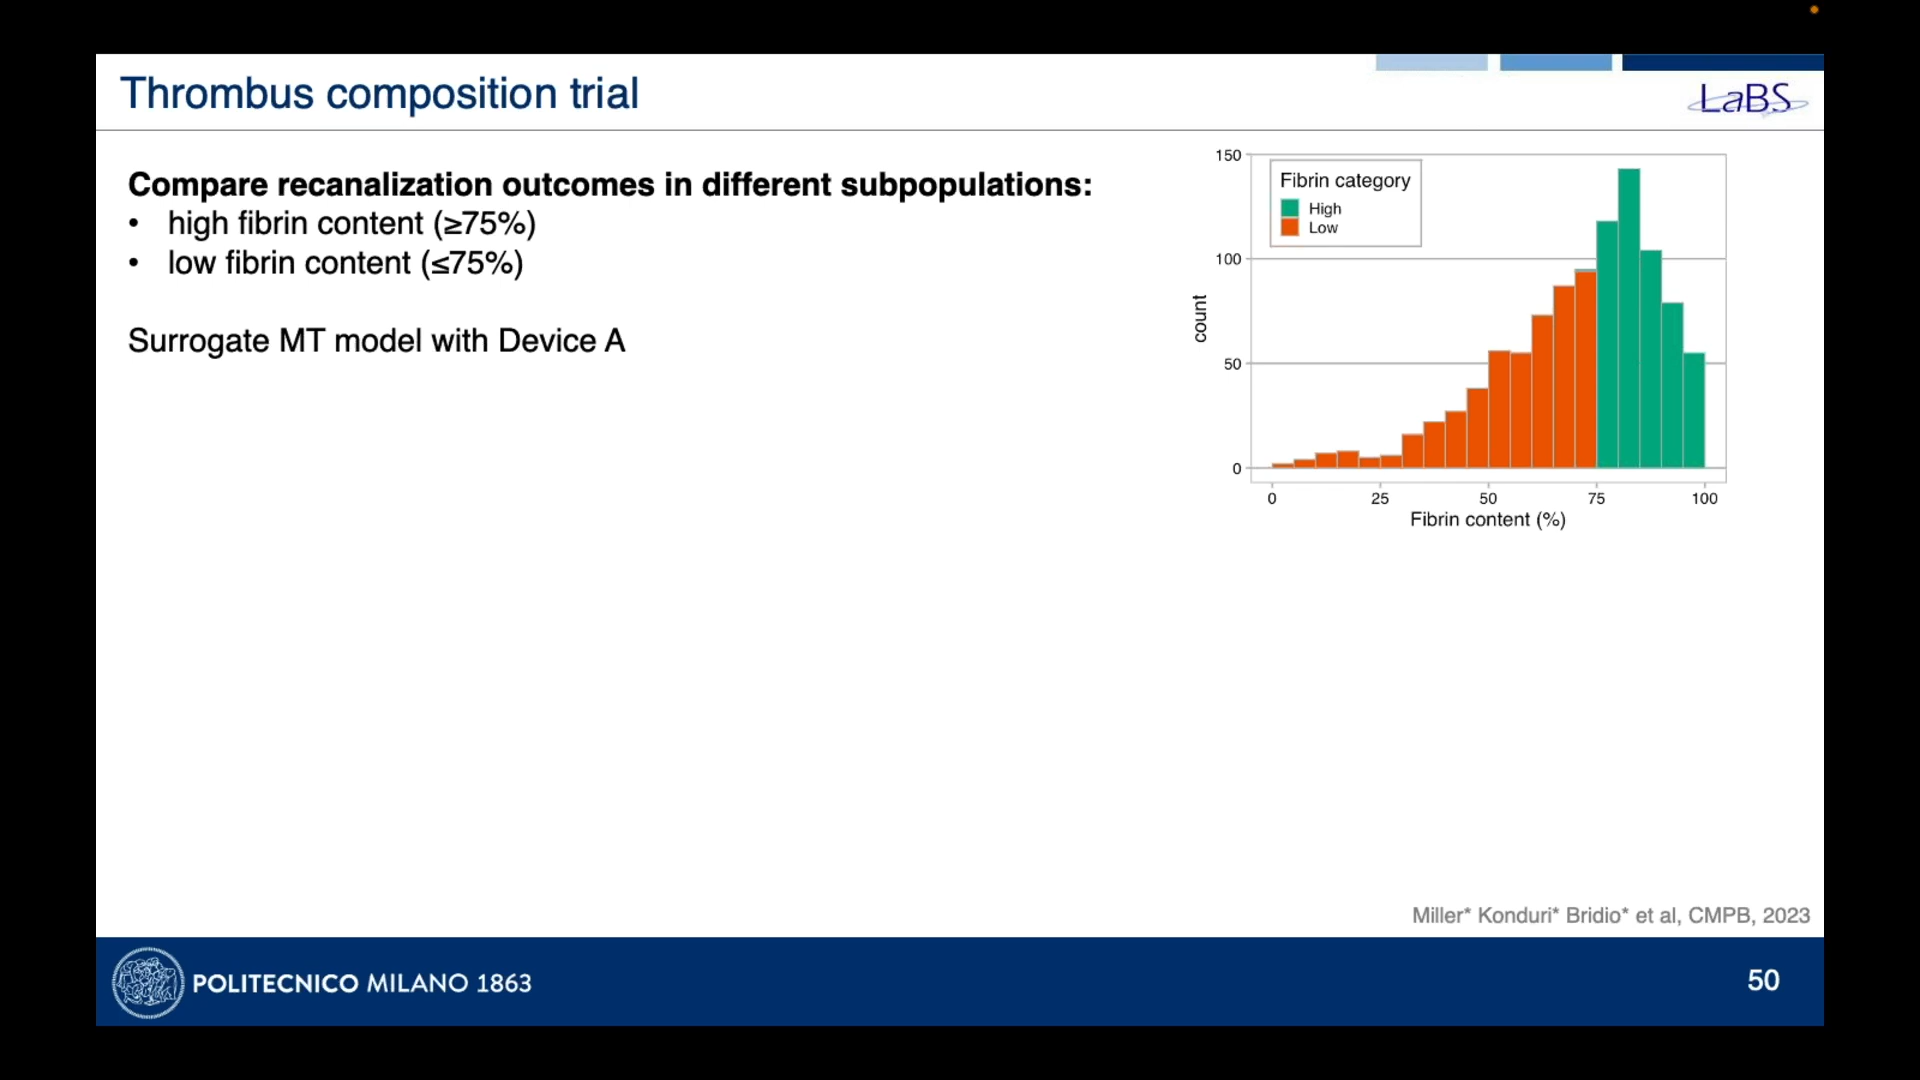 Thrombus composition trial
LaBS
Compare recanalization outcomes in different subpopulations:
• high fibrin content (≥75%)
• low fibrin content (≤75%)
Surrogate MT model with Device A
150
100
50
0
count
Fibrin category
High
Low
0 25 50 75 100
Fibrin content (%)
Miller* Konduri* Bridio* et al, CMPB, 2023
POLITECNICO MILANO 1863
50